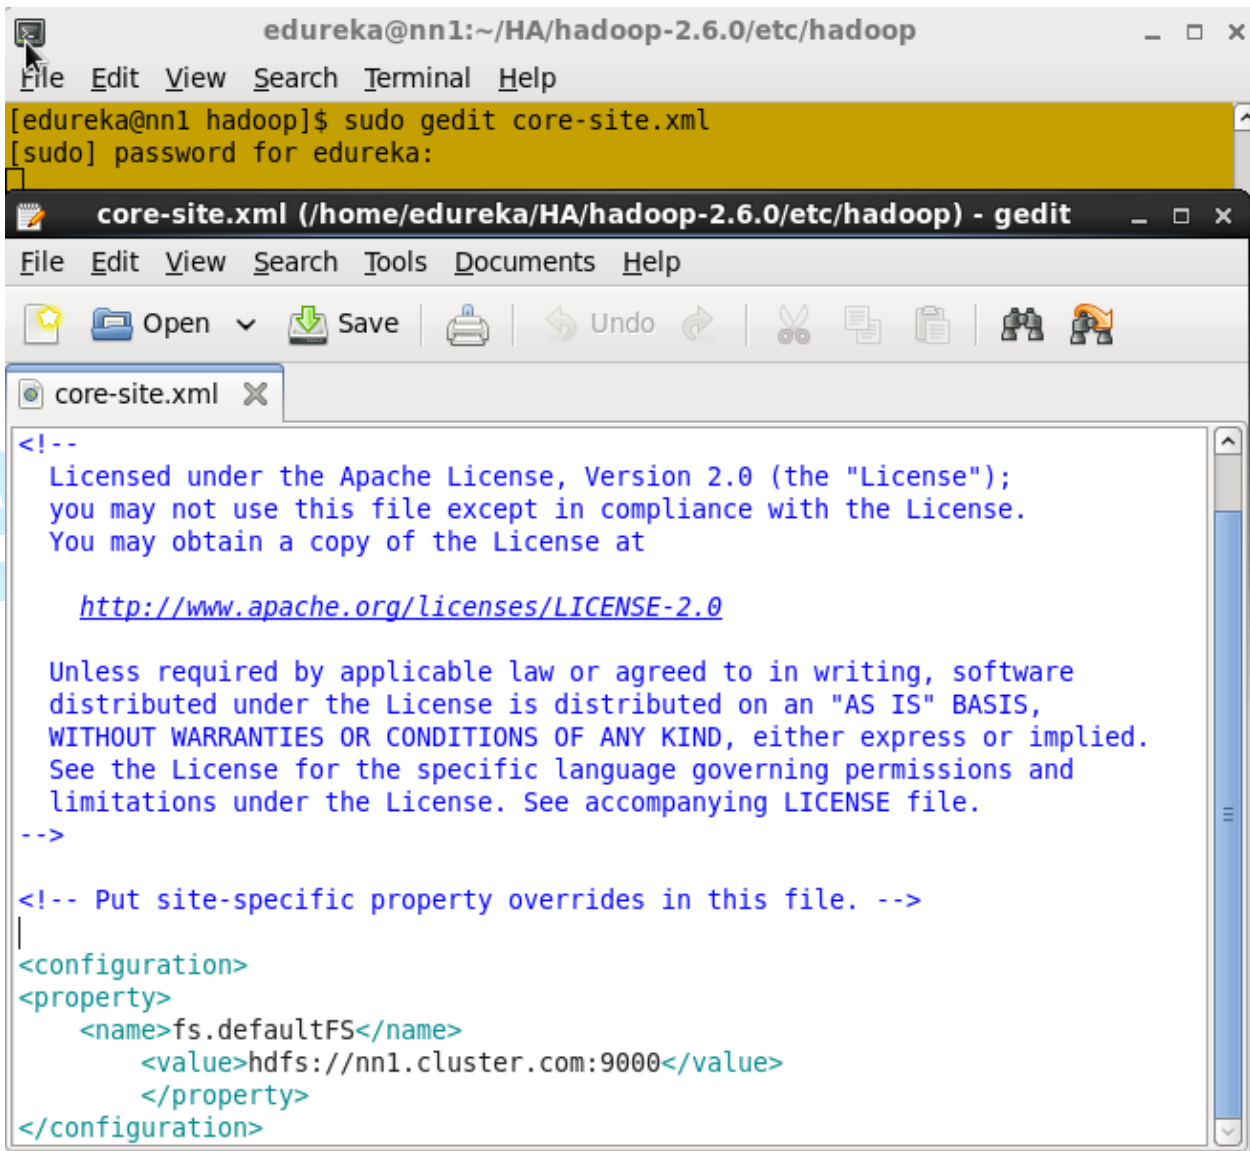 edureka@nn1:~/HA/hadoop-2.6.0/etc/hadoop
File Edit View Search Terminal Help
[edureka@nn1 hadoop]$ sudo gedit core-site.xml
[sudo] password for edureka:
core-site.xml (/home/edureka/HA/hadoop-2.6.0/etc/hadoop) - gedit
File Edit View Search Tools Documents Help
Open Save Undo
core-site.xml
<!--
  Licensed under the Apache License, Version 2.0 (the "License");
  you may not use this file except in compliance with the License.
  You may obtain a copy of the License at
    http://www.apache.org/licenses/LICENSE-2.0
  Unless required by applicable law or agreed to in writing, software
  distributed under the License is distributed on an "AS IS" BASIS,
  WITHOUT WARRANTIES OR CONDITIONS OF ANY KIND, either express or implied.
  See the License for the specific language governing permissions and
  limitations under the License. See accompanying LICENSE file.
-->
<!-- Put site-specific property overrides in this file. -->
<configuration>
<property>
    <name>fs.defaultFS</name>
        <value>hdfs://nn1.cluster.com:9000</value>
        </property>
</configuration>